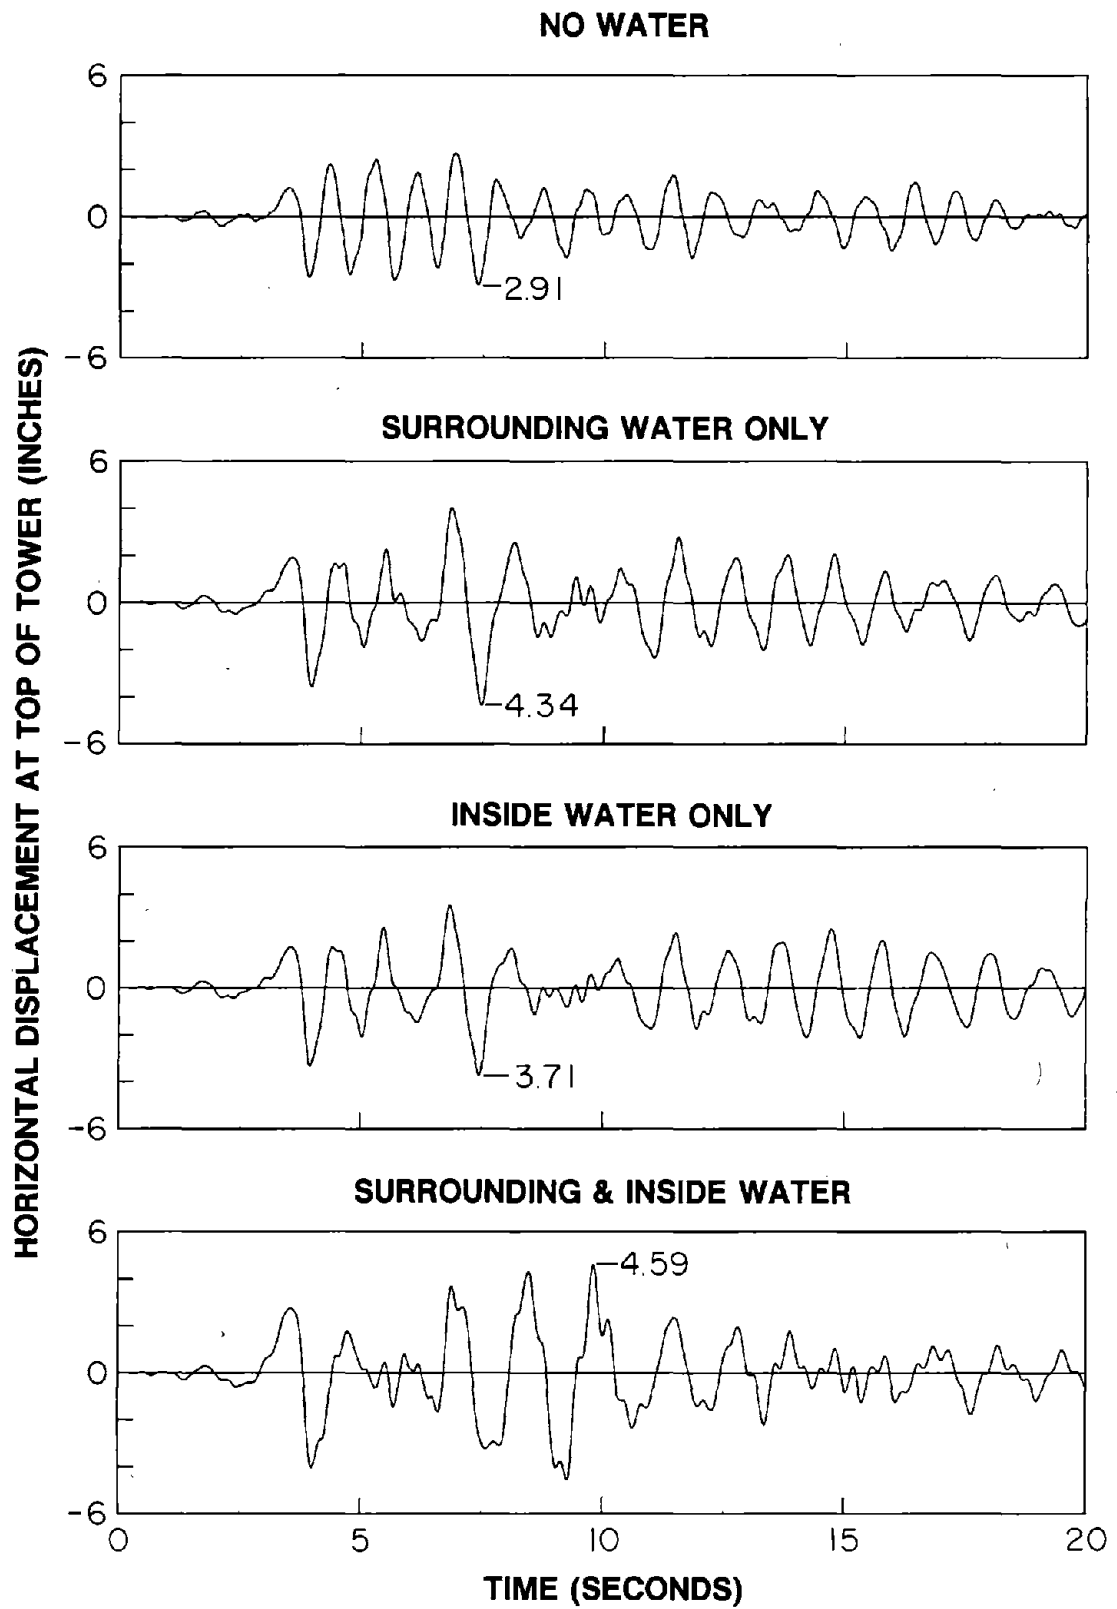 NO WATER
6
0
-6
-2.91
SURROUNDING WATER ONLY
6
0
-6
-4.34
INSIDE WATER ONLY
6
0
-6
-3.71
SURROUNDING & INSIDE WATER
6
0
-6
-4.59
0 5 10 15 20
TIME (SECONDS)
HORIZONTAL DISPLACEMENT AT TOP OF TOWER (INCHES)